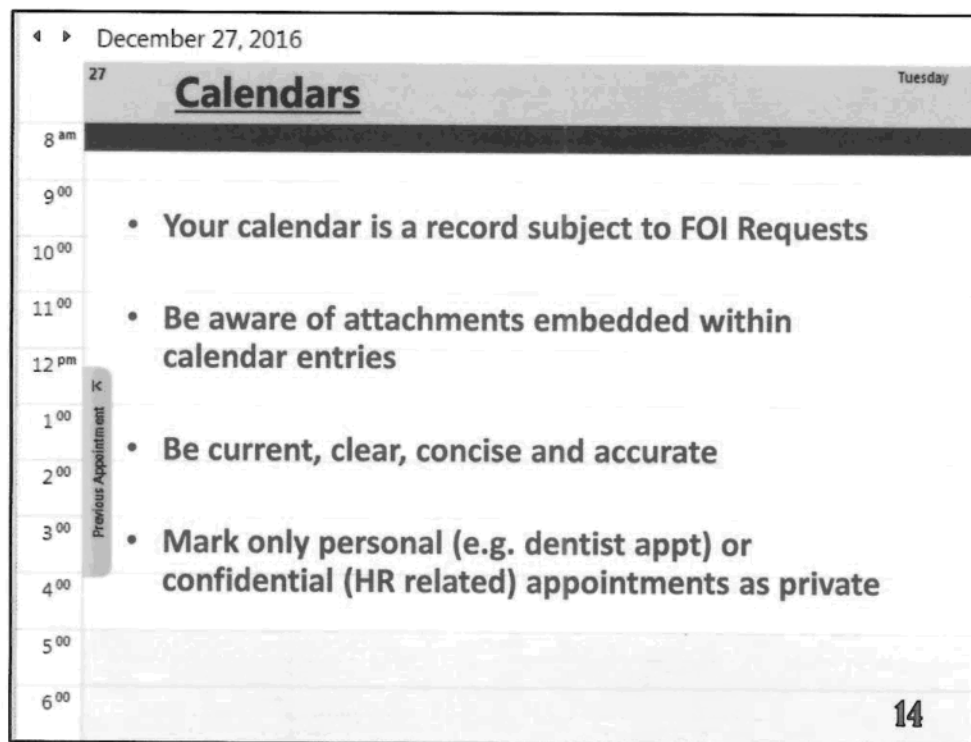 December 27, 2016
27
Tuesday
Calendars
8 am
9 00
10 00
11 00
12 pm
1 00
2 00
3 00
4 00
5 00
6 00
Previous Appointment
• Your calendar is a record subject to FOI Requests
• Be aware of attachments embedded within
calendar entries
• Be current, clear, concise and accurate
• Mark only personal (e.g. dentist appt) or
confidential (HR related) appointments as private
14